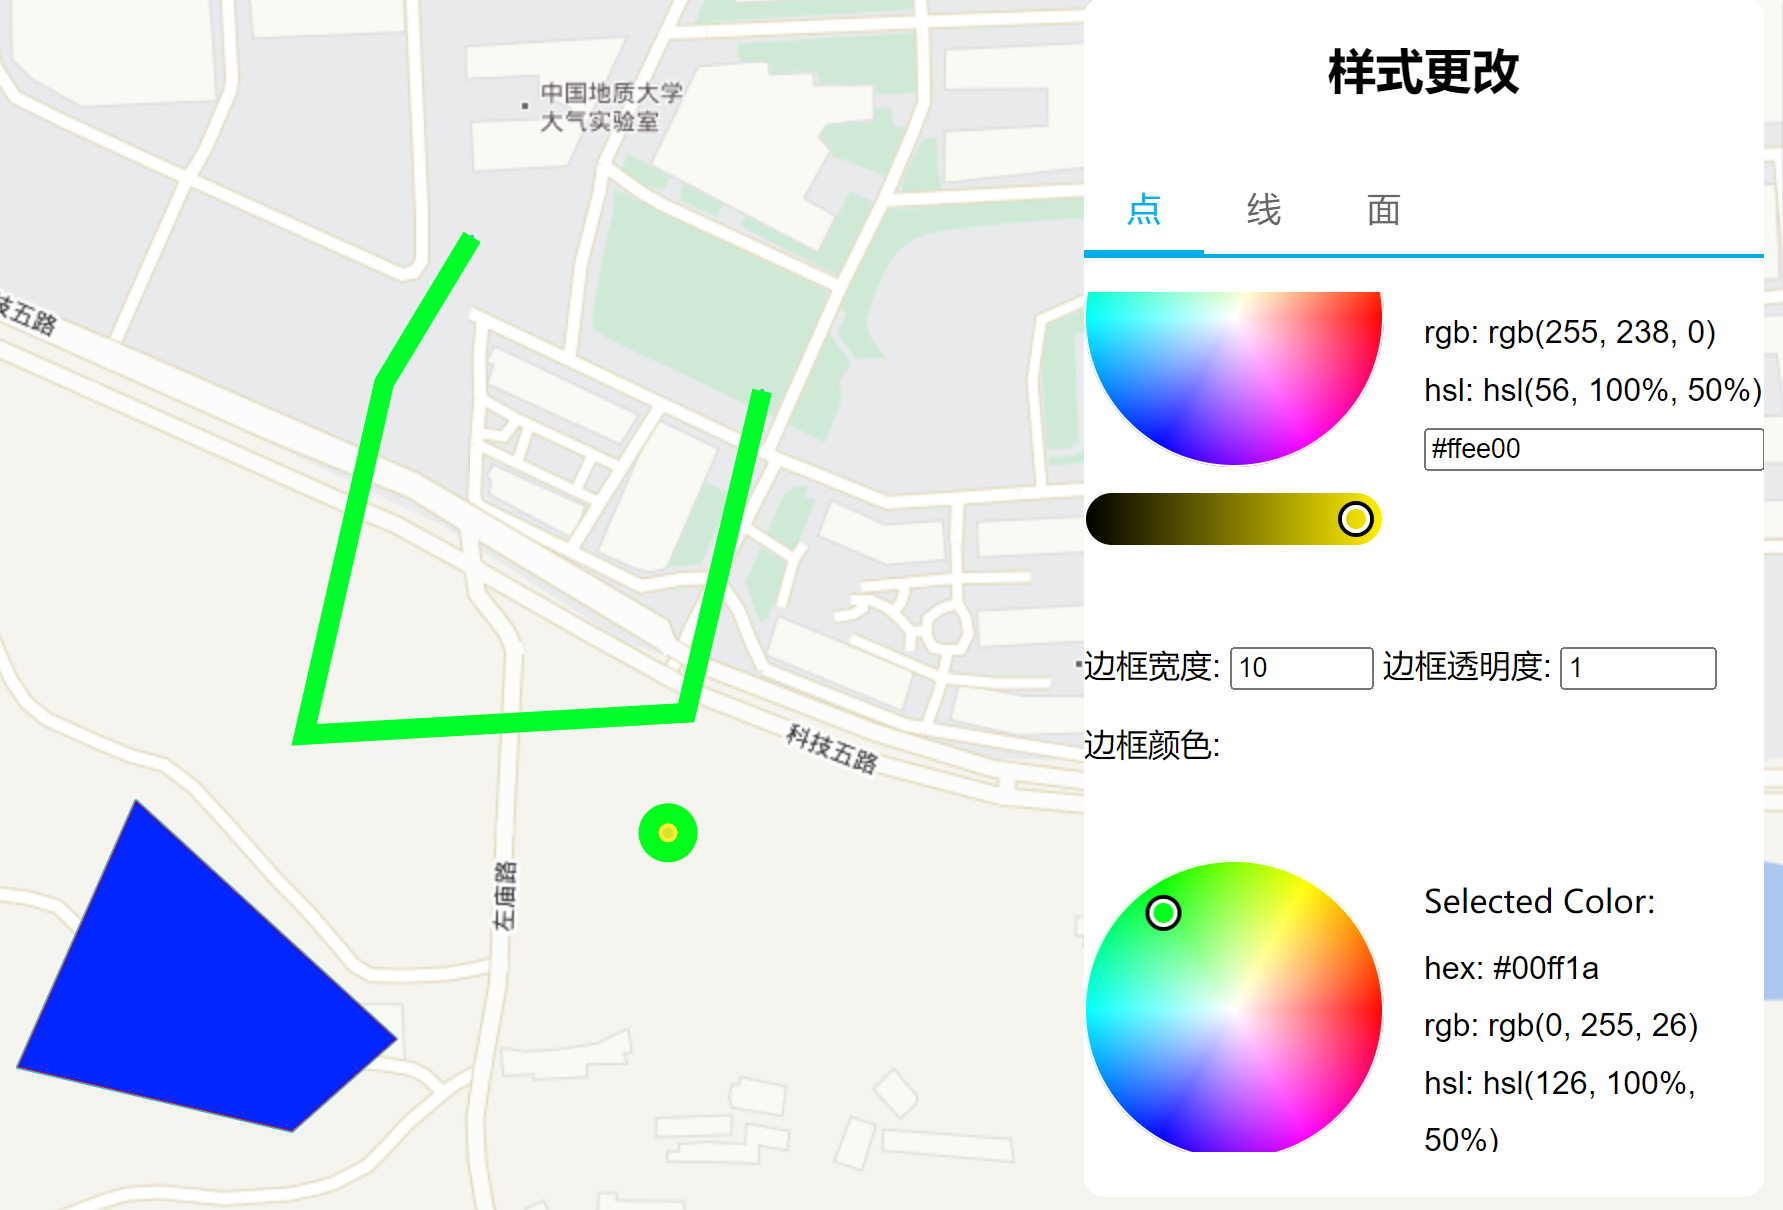 中国地质大学
大气实验室
技五路
科技五路
左庙路
样式更改
点 线 面
rgb: rgb(255, 238, 0)
hsl: hsl(56, 100%, 50%)
#ffee00
边框宽度: 10 边框透明度: 1
边框颜色:
Selected Color:
hex: #00ff1a
rgb: rgb(0, 255, 26)
hsl: hsl(126, 100%,
50%)